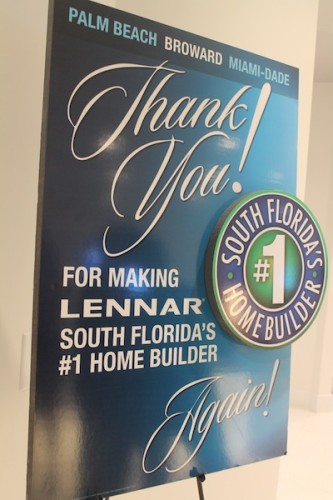 PALM BEACH BROWARD MIAMI-DADE
Thank
You!
FOR MAKING
LENNAR®
SOUTH FLORIDA'S
#1 HOME BUILDER
Again!
SOUTH FLORIDA'S
#1
HOME BUILDER